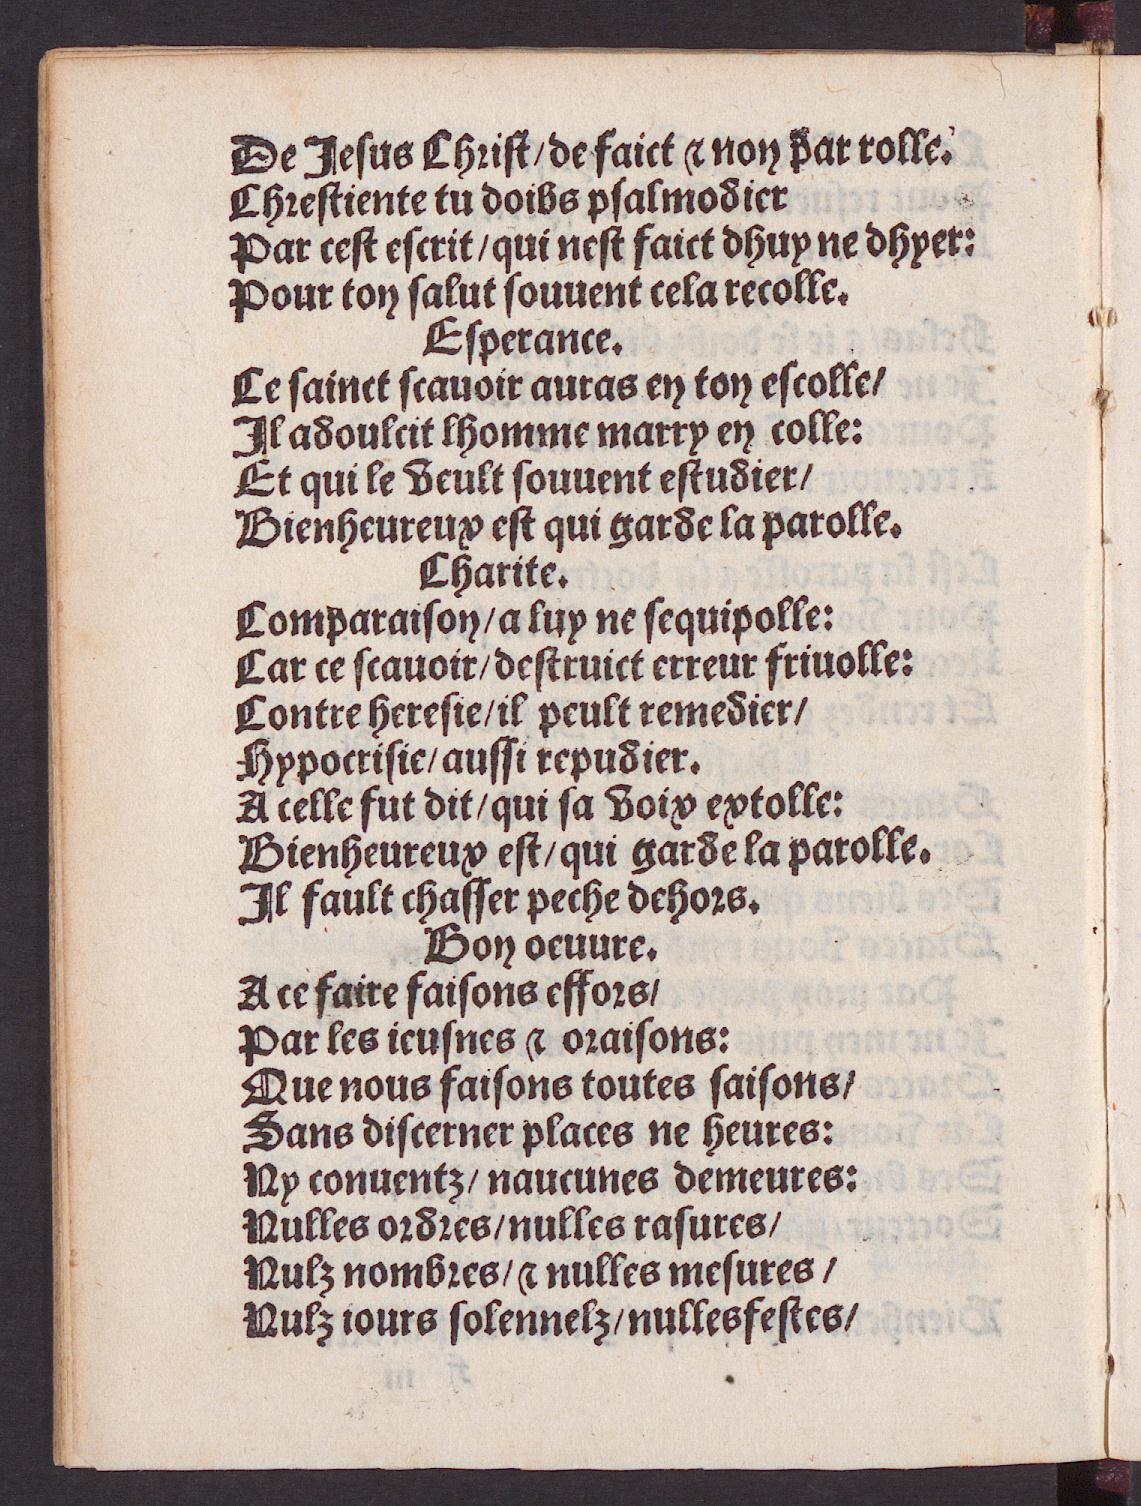 De Jesus Christ/de faict ⁊ non par rolle.
Chrestiente tu doibs psalmodier
Par cest escrit/qui nest faict dhuy ne dhyer:
Pour ton salut souuent cela recolle.
Esperance.
Ce sainct scauoir auras en ton escolle/
Il adoulcit lhomme marry en colle:
Et qui le veult souuent estudier/
Bienheureux est qui garde la parolle.
Charite.
Comparaison/a luy ne sequipolle:
Car ce scauoir/destruict erreur friuolle:
Contre heresie/il peult remedier/
Hypocrisie/aussi repudier.
A celle fut dit/qui sa voix extolle:
Bienheureux est/qui garde la parolle.
Il fault chasser peche dehors.
Bon oeuure.
A ce faire faisons effors/
Par les ieusnes ⁊ oraisons:
Que nous faisons toutes saisons/
Sans discerner places ne heures:
Ny conuentz/naucunes demeures:
Nulles ordres/nulles rasures/
Nulz nombres/⁊ nulles mesures/
Nulz iours solennelz/nullesfestes/